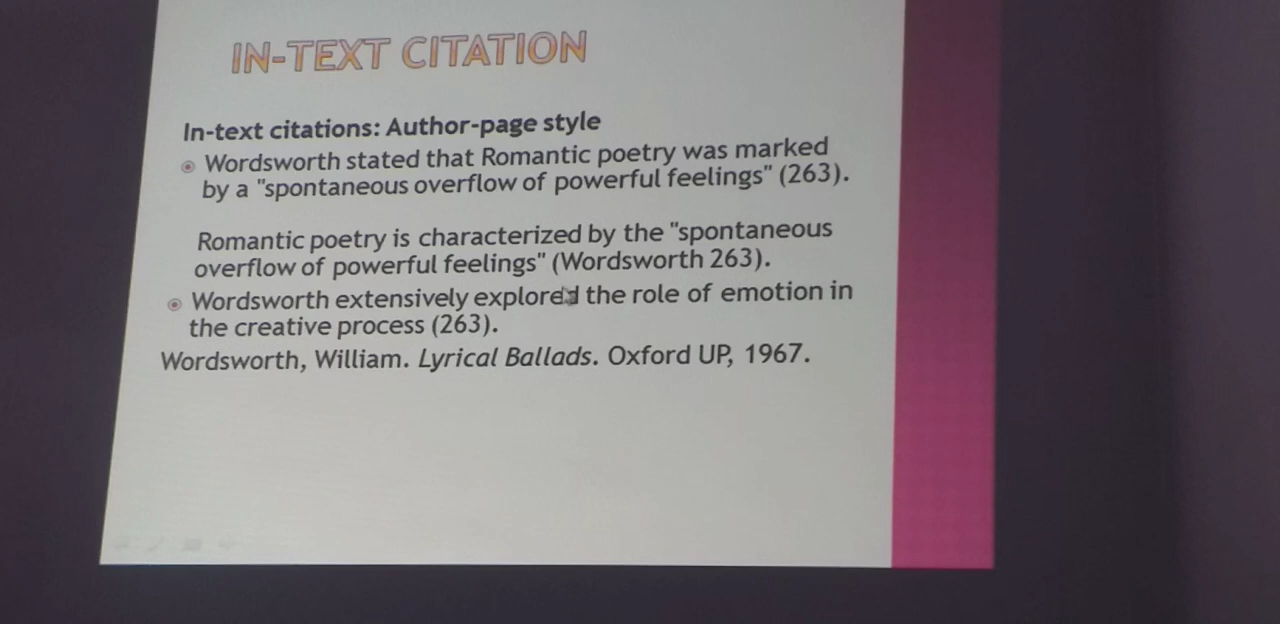 IN-TEXT CITATION
In-text citations: Author-page style
Wordsworth stated that Romantic poetry was marked
by a "spontaneous overflow of powerful feelings" (263).
Romantic poetry is characterized by the "spontaneous
overflow of powerful feelings" (Wordsworth 263).
Wordsworth extensively explored the role of emotion in
the creative process (263).
Wordsworth, William. Lyrical Ballads. Oxford UP, 1967.